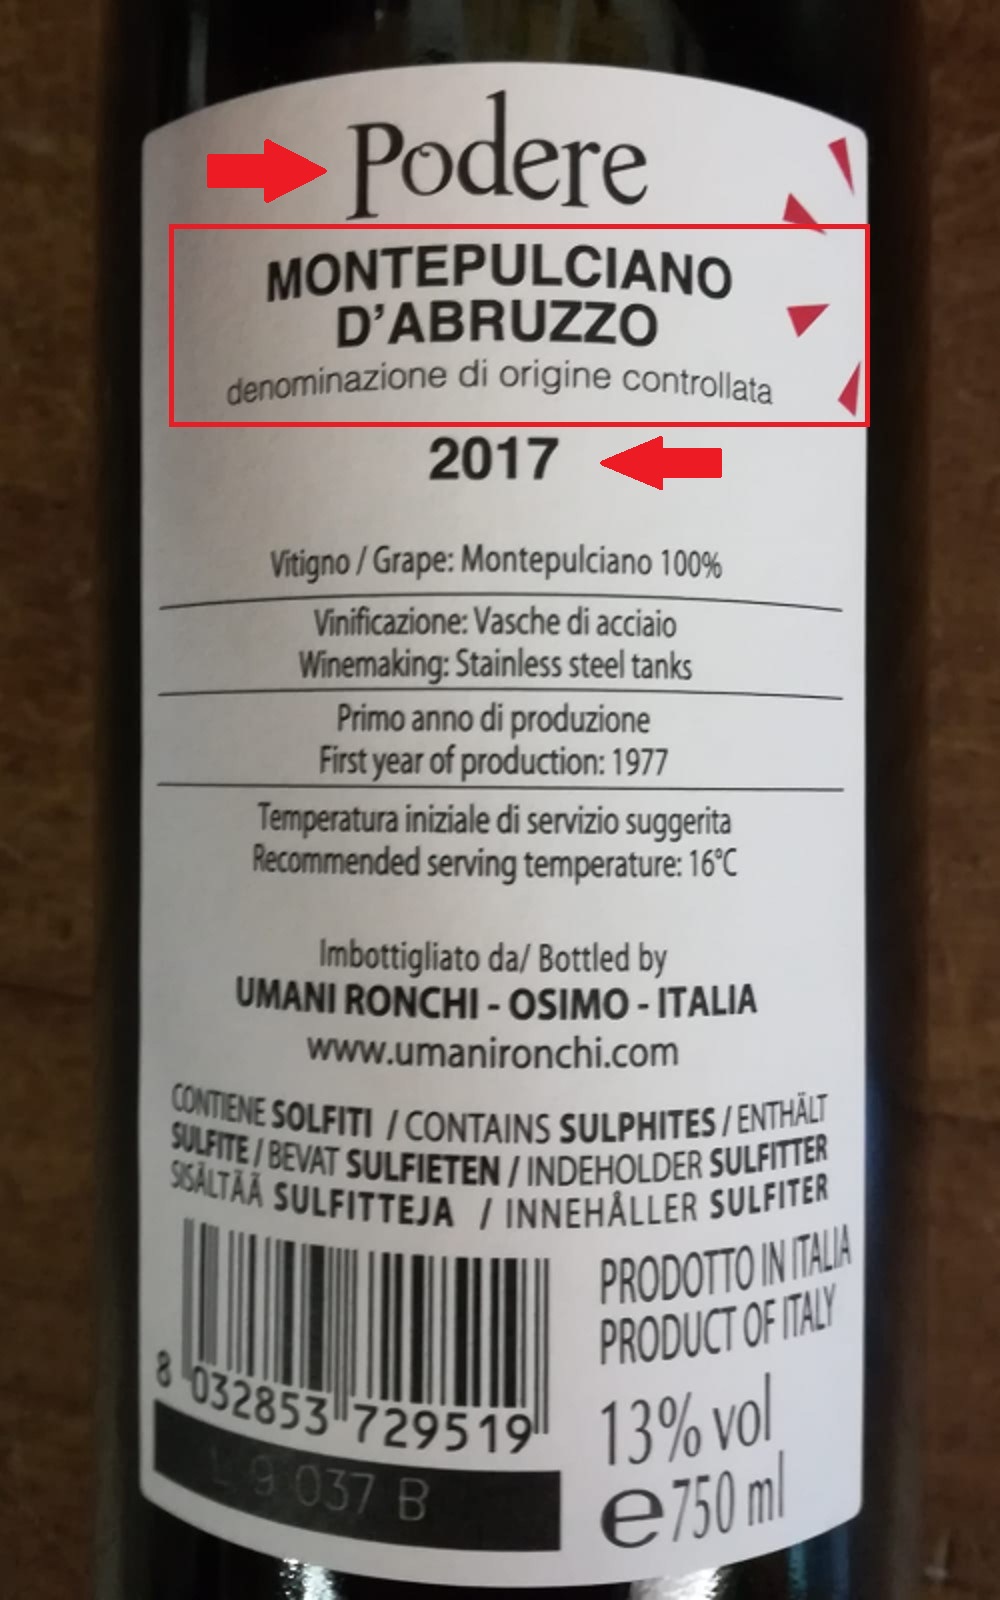 Podere
MONTEPULCIANO
D'ABRUZZO
denominazione di origine controllata
2017
Vitigno / Grape: Montepulciano 100%
Vinificazione: Vasche di acciaio
Winemaking: Stainless steel tanks
Primo anno di produzione
First year of production: 1977
Temperatura iniziale di servizio suggerita
Recommended serving temperature: 16°C
Imbottigliato da/ Bottled by
UMANI RONCHI - OSIMO - ITALIA
www.umanironchi.com
CONTIENE SOLFITI / CONTAINS SULPHITES / ENTHÄLT
SULFITE / BEVAT SULFIETEN / INDEHOLDER SULFITTER
SISÄLTÄÄ SULFITTEJA / INNEHÅLLER SULFITER
PRODOTTO IN ITALIA
PRODUCT OF ITALY
8 032853 729519
13% vol
L 9 037 B
e 750 ml